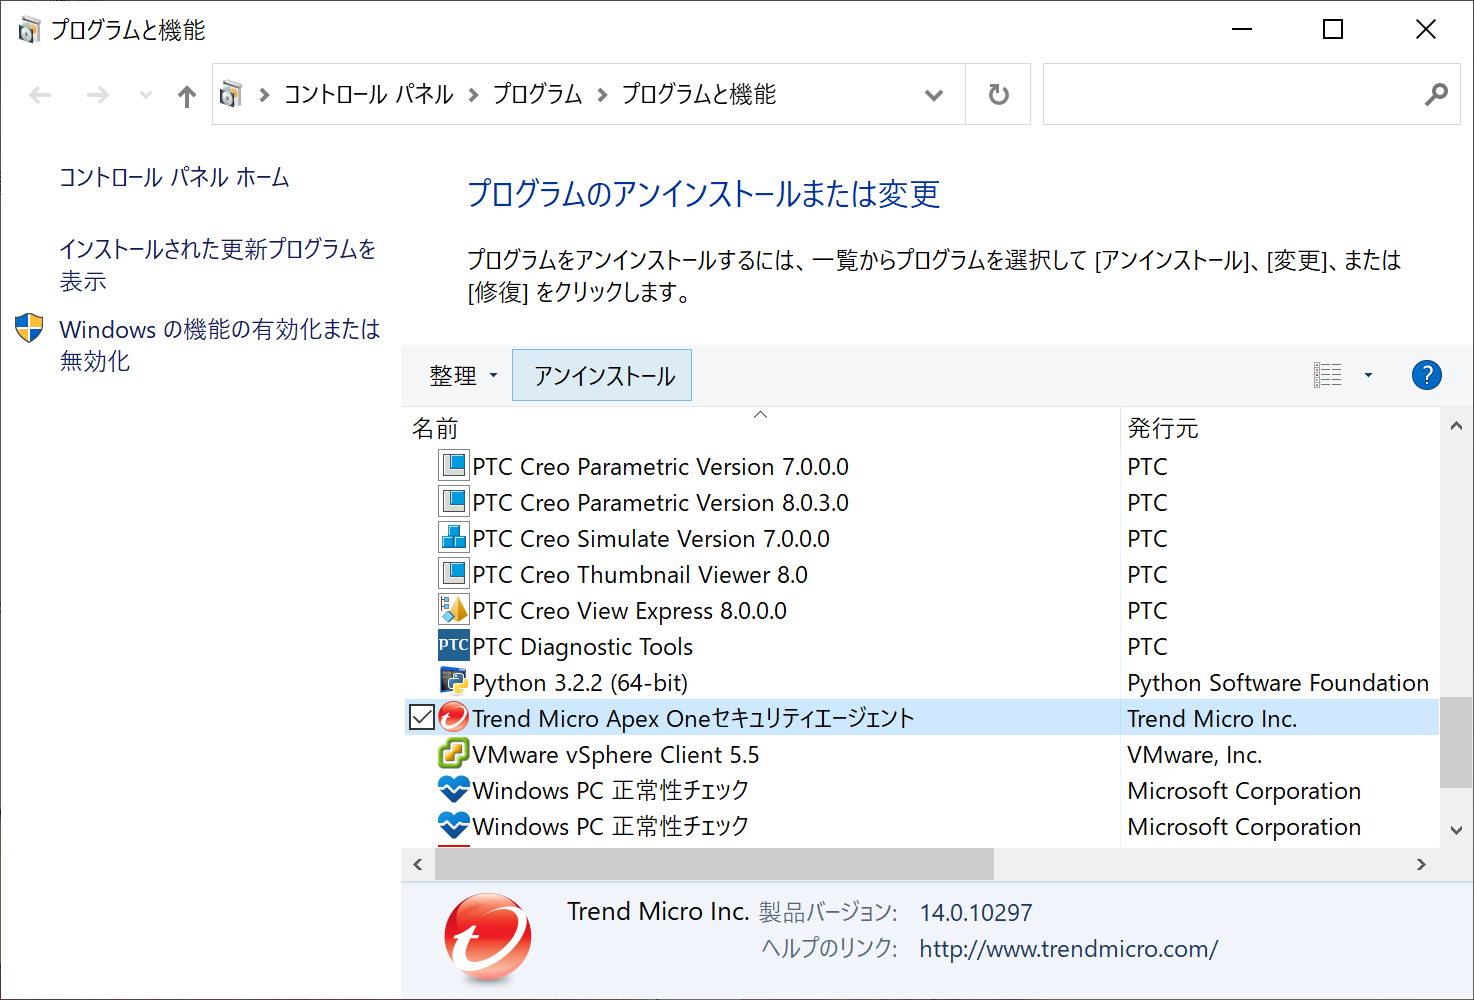 プログラムと機能
コントロール パネル プログラム プログラムと機能
コントロール パネル ホーム
インストールされた更新プログラムを
表示
Windows の機能の有効化または
無効化
プログラムのアンインストールまたは変更
プログラムをアンインストールするには、一覧からプログラムを選択して [アンインストール]、[変更]、または
[修復] をクリックします。
整理 アンインストール ?
名前 発行元
PTC Creo Parametric Version 7.0.0.0 PTC
PTC Creo Parametric Version 8.0.3.0 PTC
PTC Creo Simulate Version 7.0.0.0 PTC
PTC Creo Thumbnail Viewer 8.0 PTC
PTC Creo View Express 8.0.0.0 PTC
PTC PTC Diagnostic Tools PTC
Python 3.2.2 (64-bit) Python Software Foundation
Trend Micro Apex Oneセキュリティエージェント Trend Micro Inc.
VMware vSphere Client 5.5 VMware, Inc.
Windows PC 正常性チェック Microsoft Corporation
Windows PC 正常性チェック Microsoft Corporation
Trend Micro Inc. 製品バージョン: 14.0.10297
ヘルプのリンク: http://www.trendmicro.com/